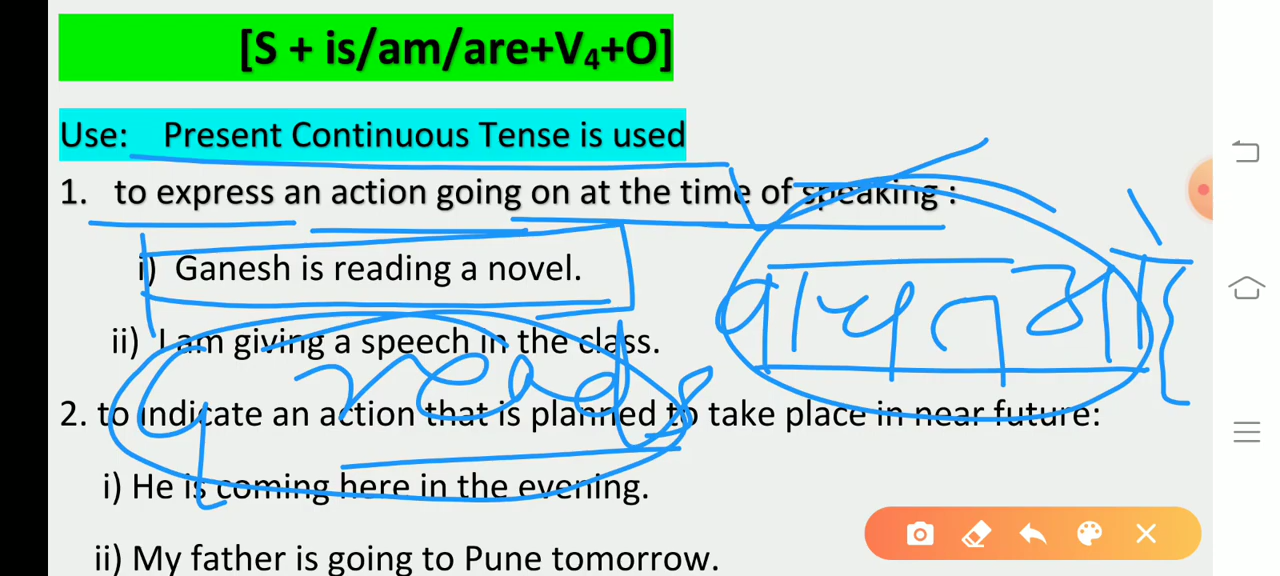 [S + is/am/are+V₄+O]
Use: Present Continuous Tense is used
1. to express an action going on at the time of speaking :
i) Ganesh is reading a novel.
ii) I am giving a speech in the class.
reads
2. to indicate an action that is planned to take place in near future:
i) He is coming here in the evening.
ii) My father is going to Pune tomorrow.